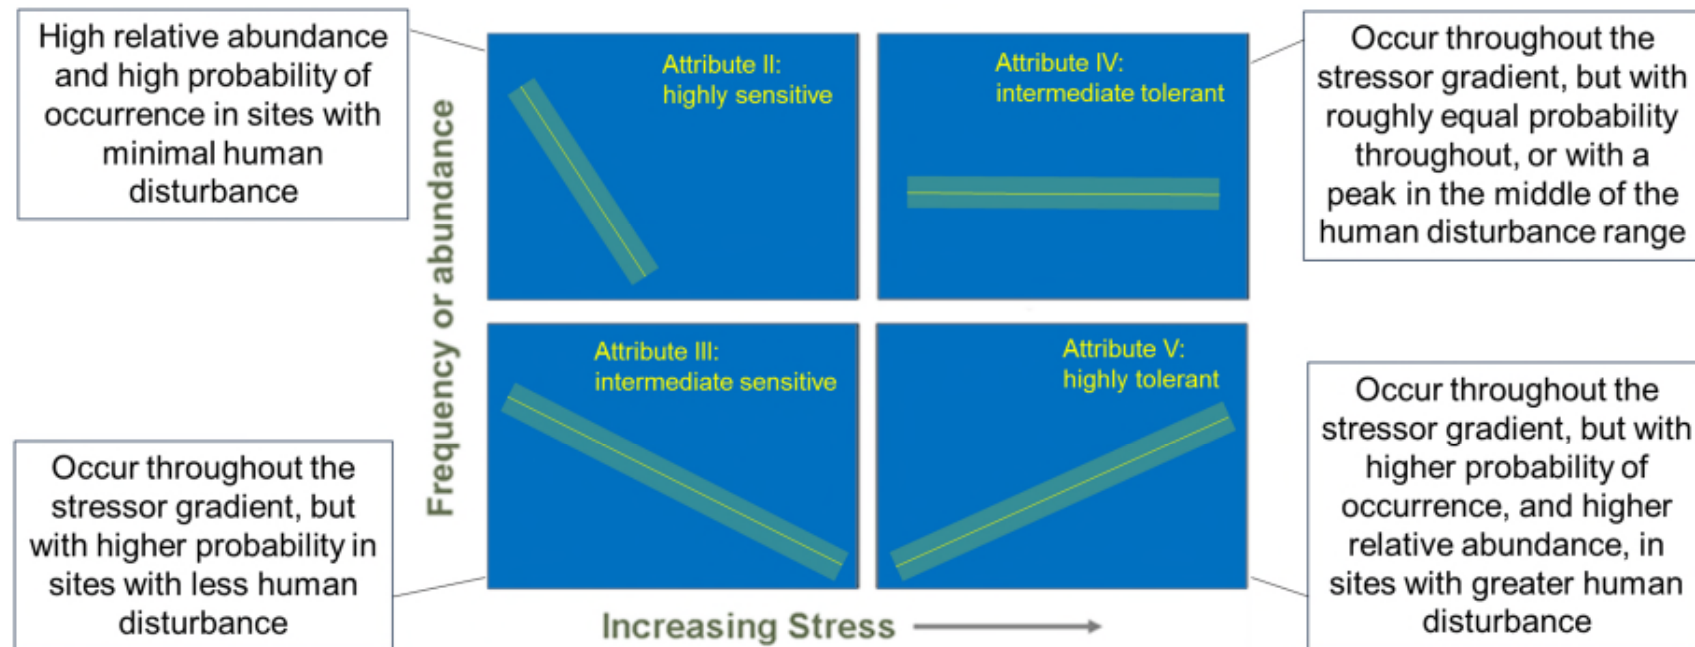 High relative abundance
and high probability of
occurrence in sites with
minimal human
disturbance
Attribute II:
highly sensitive
Attribute IV:
intermediate tolerant
Occur throughout the
stressor gradient, but with
roughly equal probability
throughout, or with a
peak in the middle of the
human disturbance range
Frequency or abundance
Occur throughout the
stressor gradient, but
with higher probability in
sites with less human
disturbance
Attribute III:
intermediate sensitive
Attribute V:
highly tolerant
Occur throughout the
stressor gradient, but with
higher probability of
occurrence, and higher
relative abundance, in
sites with greater human
disturbance
Increasing Stress